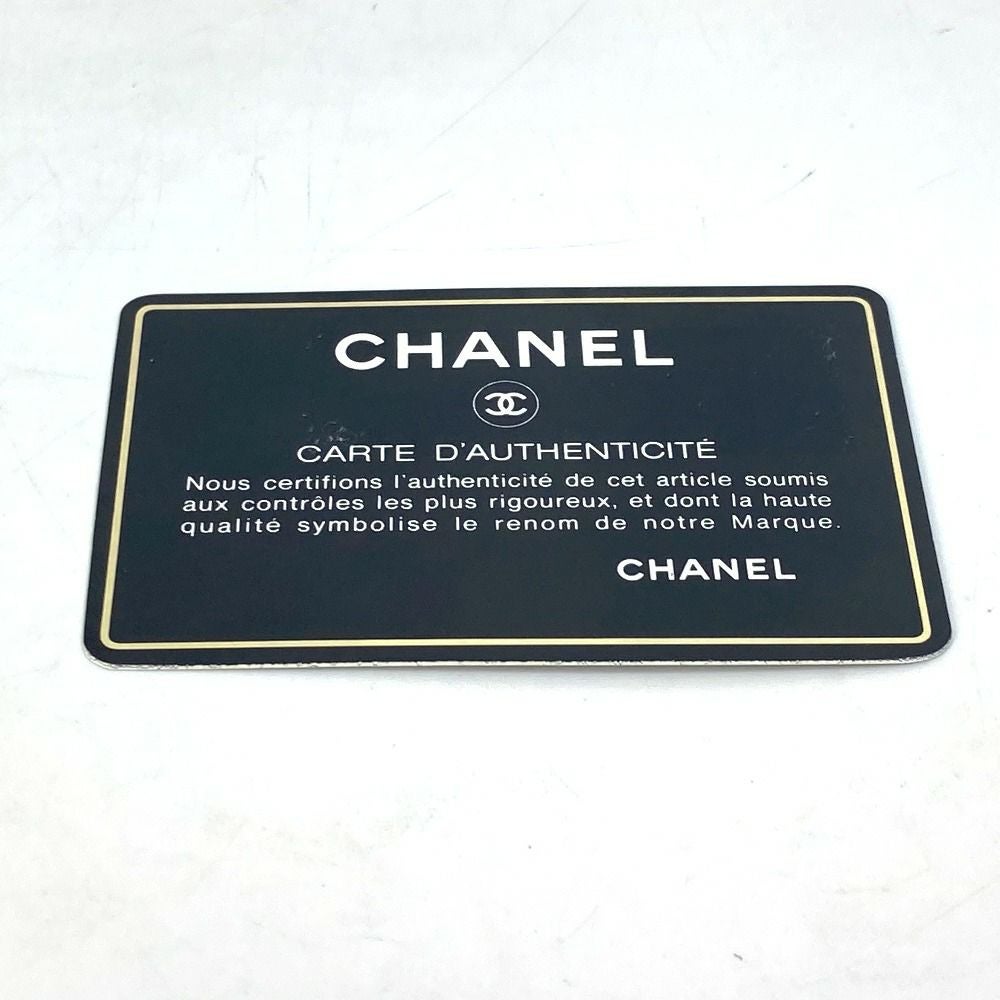 CHANEL
CARTE D'AUTHENTICITÉ
Nous certifions l'authenticité de cet article soumis
aux contrôles les plus rigoureux, et dont la haute
qualité symbolise le renom de notre Marque.
CHANEL